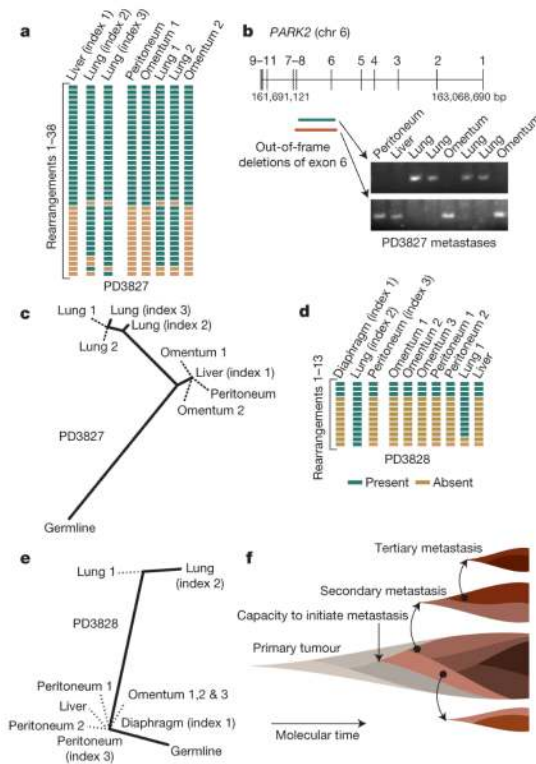 a
Liver (index 1)
Lung (index 2)
Lung (index 3)
Peritoneum
Omentum 1
Lung 1
Lung 2
Omentum 2
Rearrangements 1–38
PD3827
b
PARK2 (chr 6)
9–11 7–8 6 5 4 3 2 1
161,691,121 163,068,690 bp
Out-of-frame
deletions of exon 6
Peritoneum
Liver
Lung
Lung
Omentum
Lung
Lung
Omentum
PD3827 metastases
c
Lung 1
Lung (index 3)
Lung (index 2)
Lung 2
Omentum 1
Liver (index 1)
Peritoneum
Omentum 2
PD3827
Germline
d
Diaphragm (index 1)
Lung (index 2)
Peritoneum (index 3)
Omentum 1
Omentum 2
Omentum 3
Peritoneum 1
Peritoneum 2
Lung 1
Liver
Rearrangements 1–13
PD3828
Present Absent
e
Lung 1
Lung
(index 2)
PD3828
Peritoneum 1
Liver
Peritoneum 2
Peritoneum
(index 3)
Omentum 1,2 & 3
Diaphragm (index 1)
Germline
f
Tertiary metastasis
Secondary metastasis
Capacity to initiate metastasis
Primary tumour
Molecular time